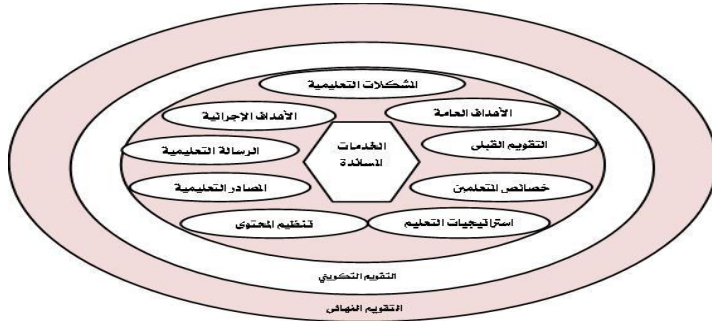 المشكلات التعليمية
الأهداف العامة
الأهداف الإجرائية
التقويم القبلى
الخدمات
المساندة
الرسالة التعليمية
خصائص المتعلمين
المصادر التعليمية
استراتيجيات التعليم
تنظيم المحتوى
التقويم التكويني
التقويم النهائى